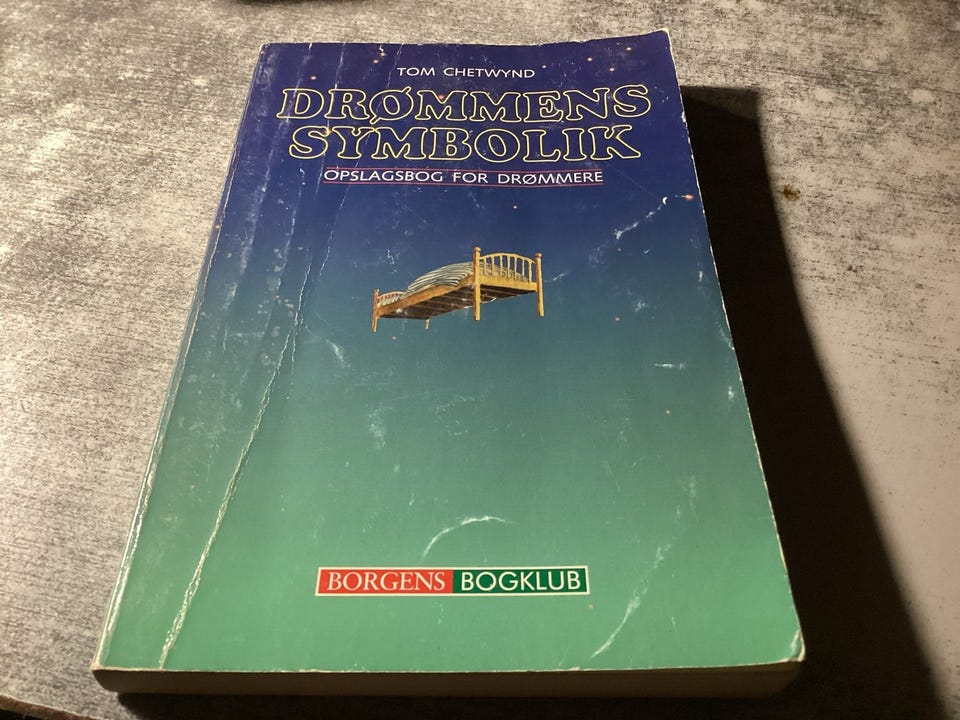 TOM CHETWYND
DRØMMENS
SYMBOLIK
OPSLAGSBOG FOR DRØMMERE
BORGENS BOGKLUB